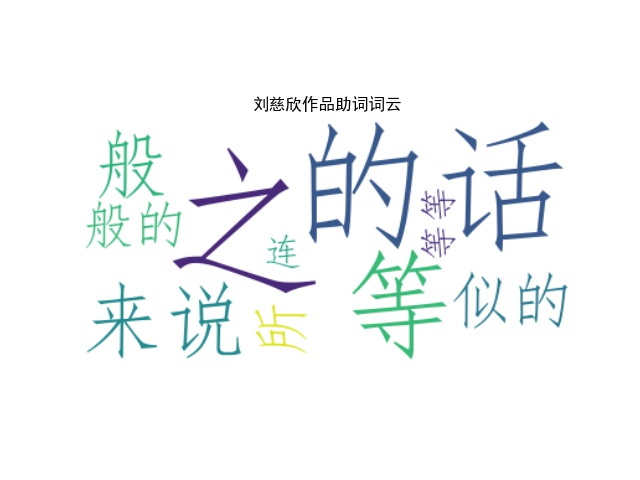 刘慈欣作品助词词云
的话
之
般
等等
般的
连
等
似的
来说
所